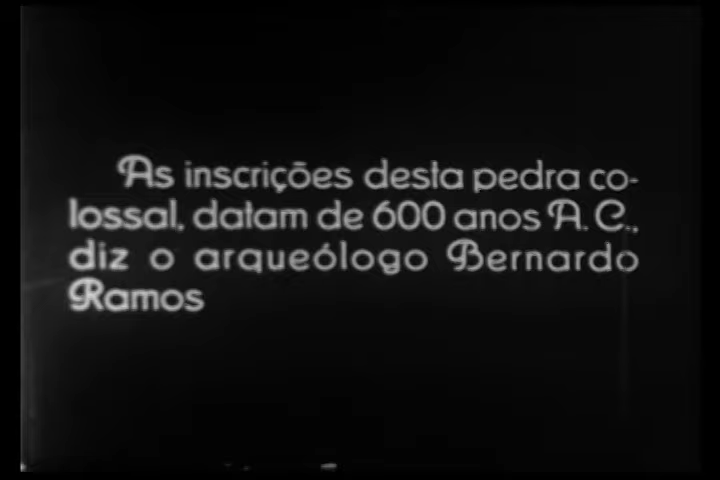 As inscrições desta pedra co-
lossal, datam de 600 anos A. C.,
diz o arqueólogo Bernardo
Ramos